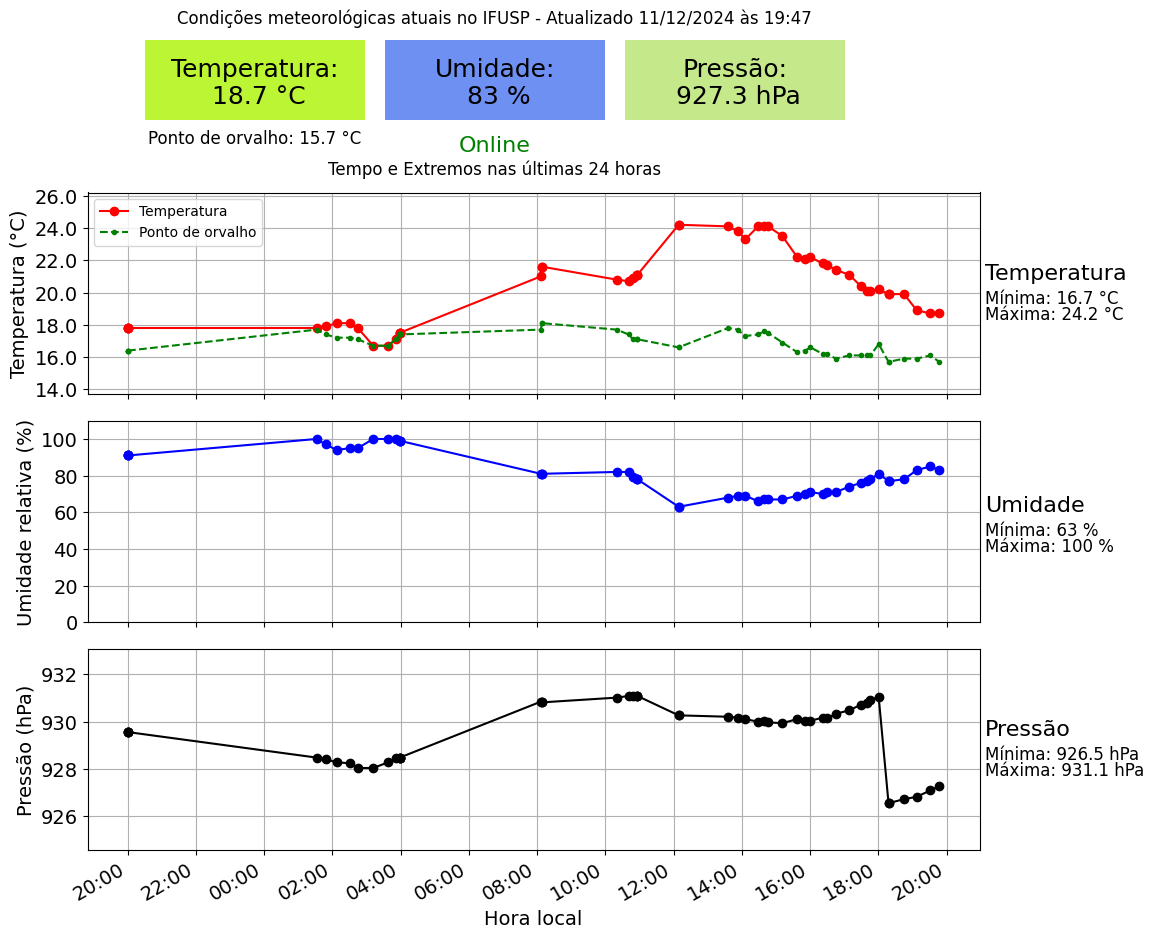 Condições meteorológicas atuais no IFUSP - Atualizado 11/12/2024 às 19:47
Temperatura:
18.7 °C
Umidade:
83 %
Pressão:
927.3 hPa
Ponto de orvalho: 15.7 °C
Online
Tempo e Extremos nas últimas 24 horas
Temperatura (°C)
26.0
24.0
22.0
20.0
18.0
16.0
14.0
Temperatura
Ponto de orvalho
Temperatura
Mínima: 16.7 °C
Máxima: 24.2 °C
Umidade relativa (%)
100
80
60
40
20
0
Umidade
Mínima: 63 %
Máxima: 100 %
Pressão (hPa)
932
930
928
926
Pressão
Mínima: 926.5 hPa
Máxima: 931.1 hPa
20:00 22:00 00:00 02:00 04:00 06:00 08:00 10:00 12:00 14:00 16:00 18:00 20:00
Hora local